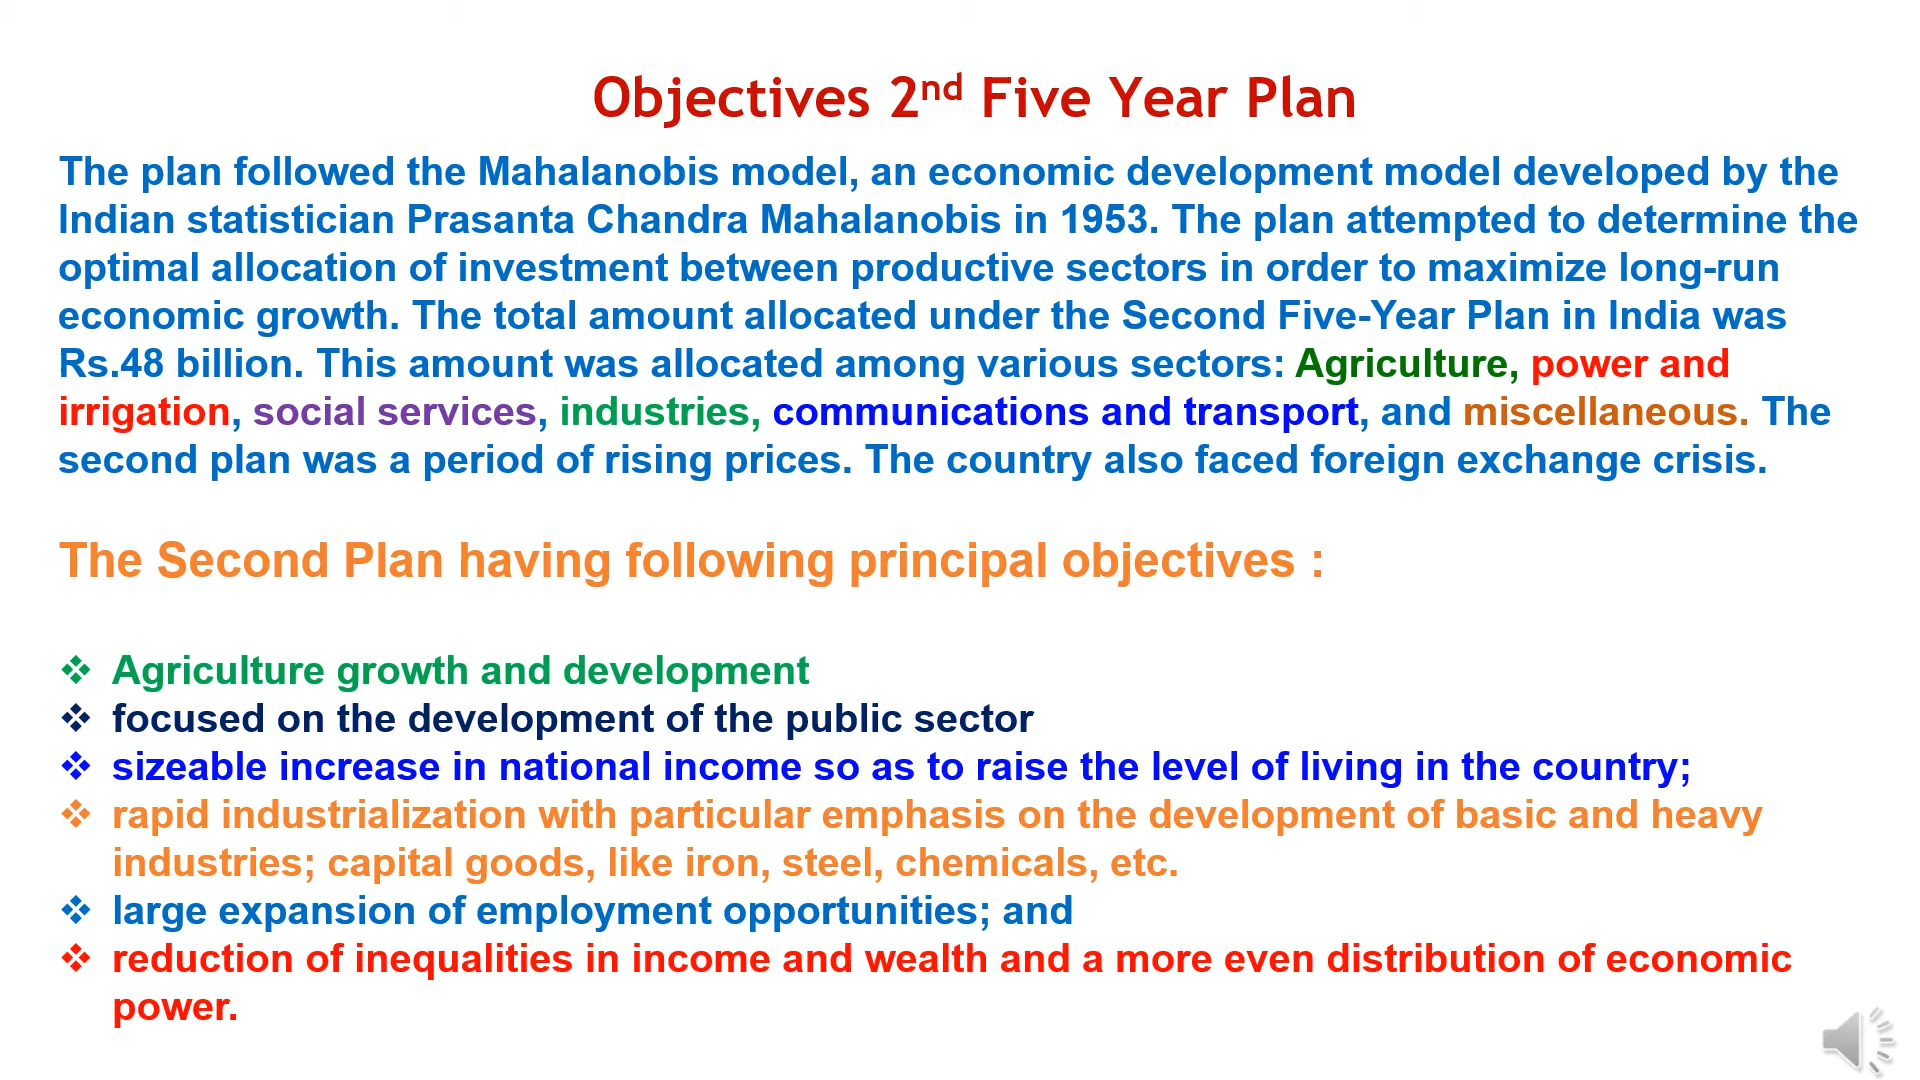 Objectives 2nd Five Year Plan
The plan followed the Mahalanobis model, an economic development model developed by the
Indian statistician Prasanta Chandra Mahalanobis in 1953. The plan attempted to determine the
optimal allocation of investment between productive sectors in order to maximize long-run
economic growth. The total amount allocated under the Second Five-Year Plan in India was
Rs.48 billion. This amount was allocated among various sectors: Agriculture, power and
irrigation, social services, industries, communications and transport, and miscellaneous. The
second plan was a period of rising prices. The country also faced foreign exchange crisis.
The Second Plan having following principal objectives :
❖ Agriculture growth and development
❖ focused on the development of the public sector
❖ sizeable increase in national income so as to raise the level of living in the country;
❖ rapid industrialization with particular emphasis on the development of basic and heavy
industries; capital goods, like iron, steel, chemicals, etc.
❖ large expansion of employment opportunities; and
❖ reduction of inequalities in income and wealth and a more even distribution of economic
power.